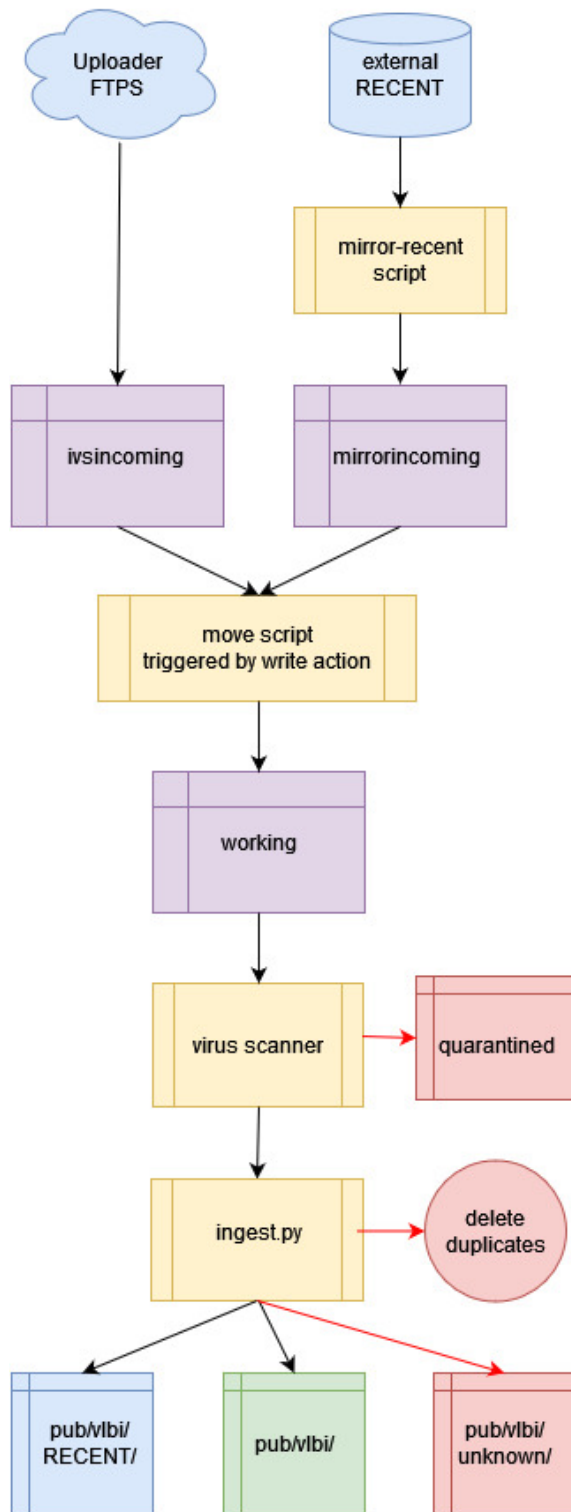 Uploader
FTPS
external
RECENT
mirror-recent
script
ivsincoming
mirrorincoming
move script
triggered by write action
working
virus scanner
quarantined
ingest.py
delete
duplicates
pub/vlbi/
RECENT/
pub/vlbi/
pub/vlbi/
unknown/